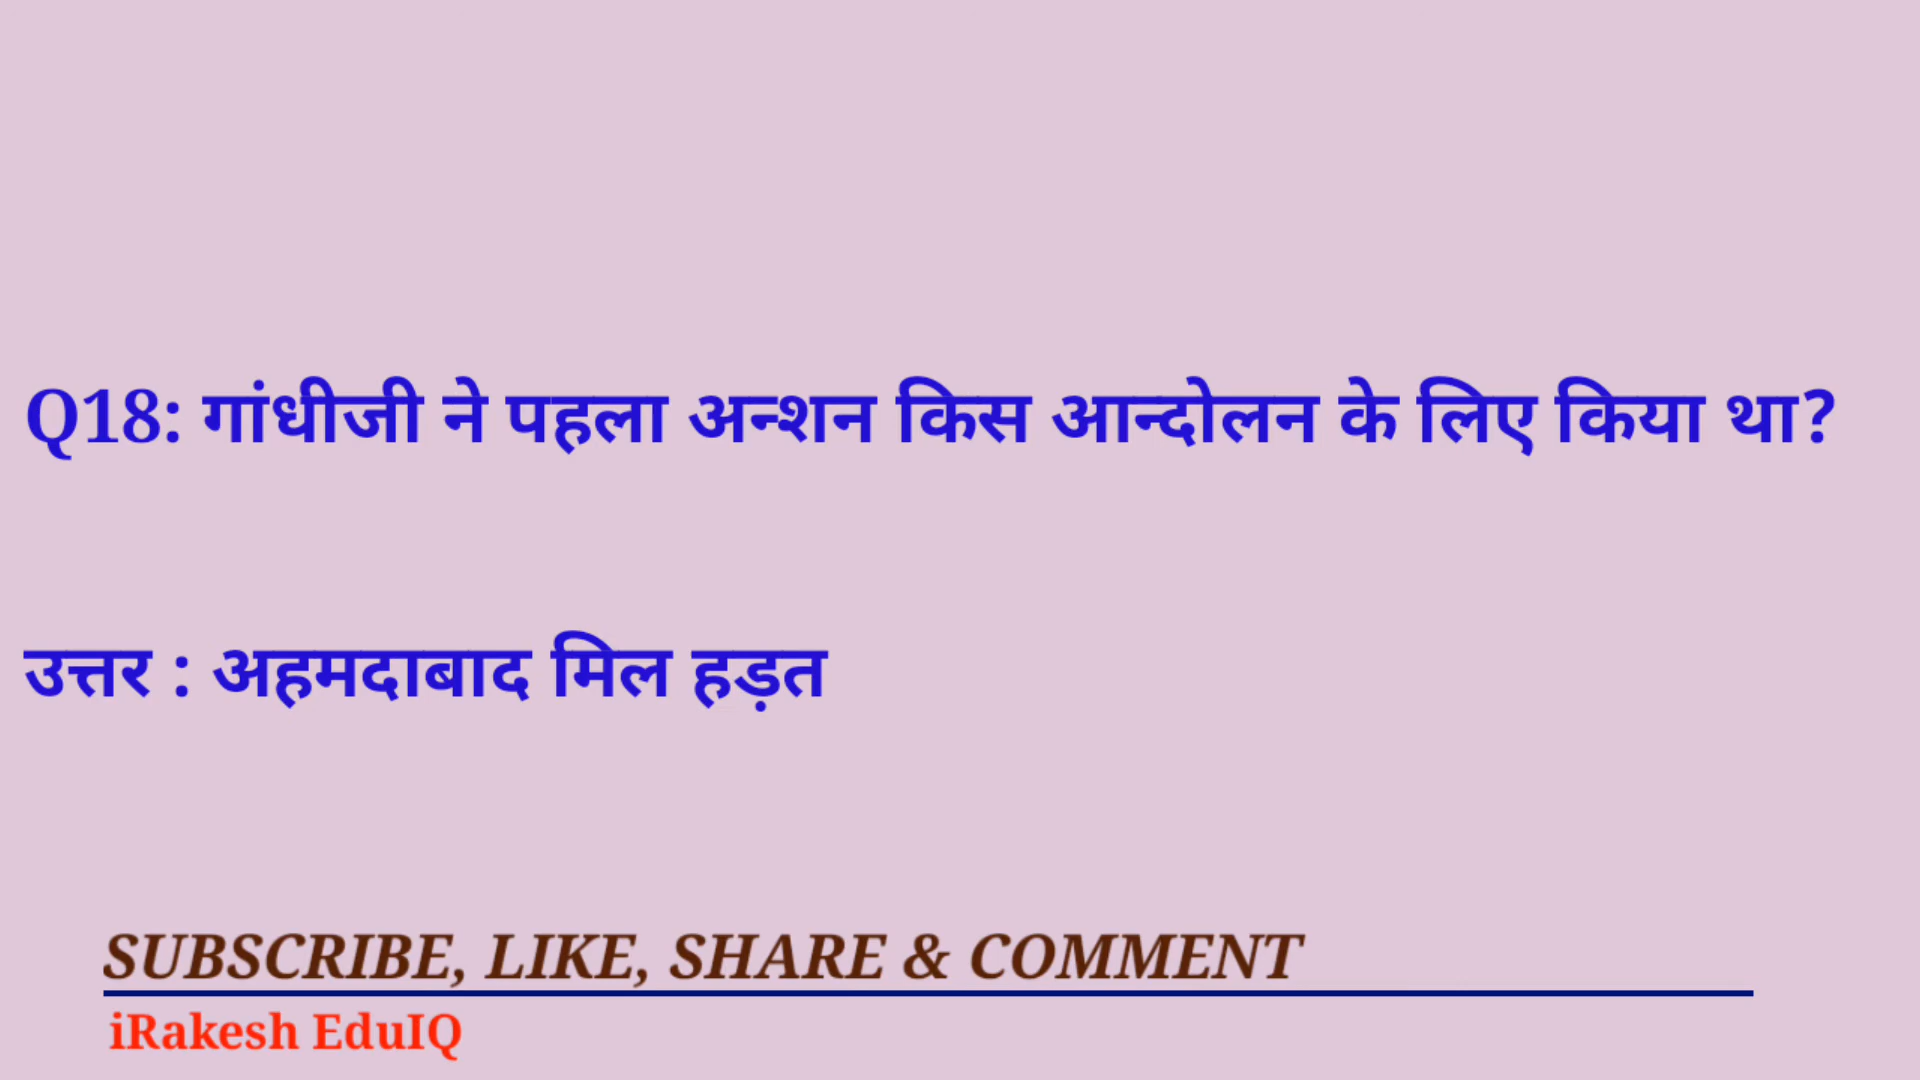 Q18: गांधीजी ने पहला अन्शन किस आन्दोलन के लिए किया था?
उत्तर : अहमदाबाद मिल हड़त
SUBSCRIBE, LIKE, SHARE & COMMENT
iRakesh EduIQ